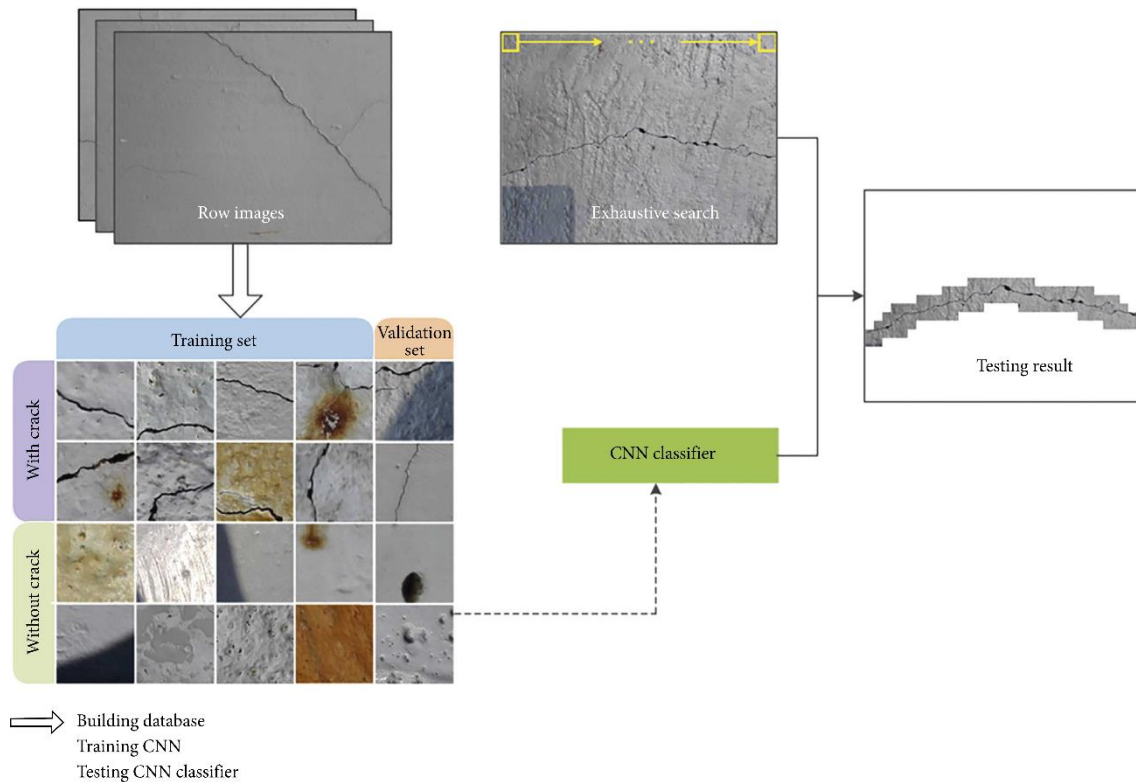 Row images
Exhaustive search
Training set
Validation
set
With crack
Without crack
CNN classifier
Testing result
Building database
Training CNN
Testing CNN classifier